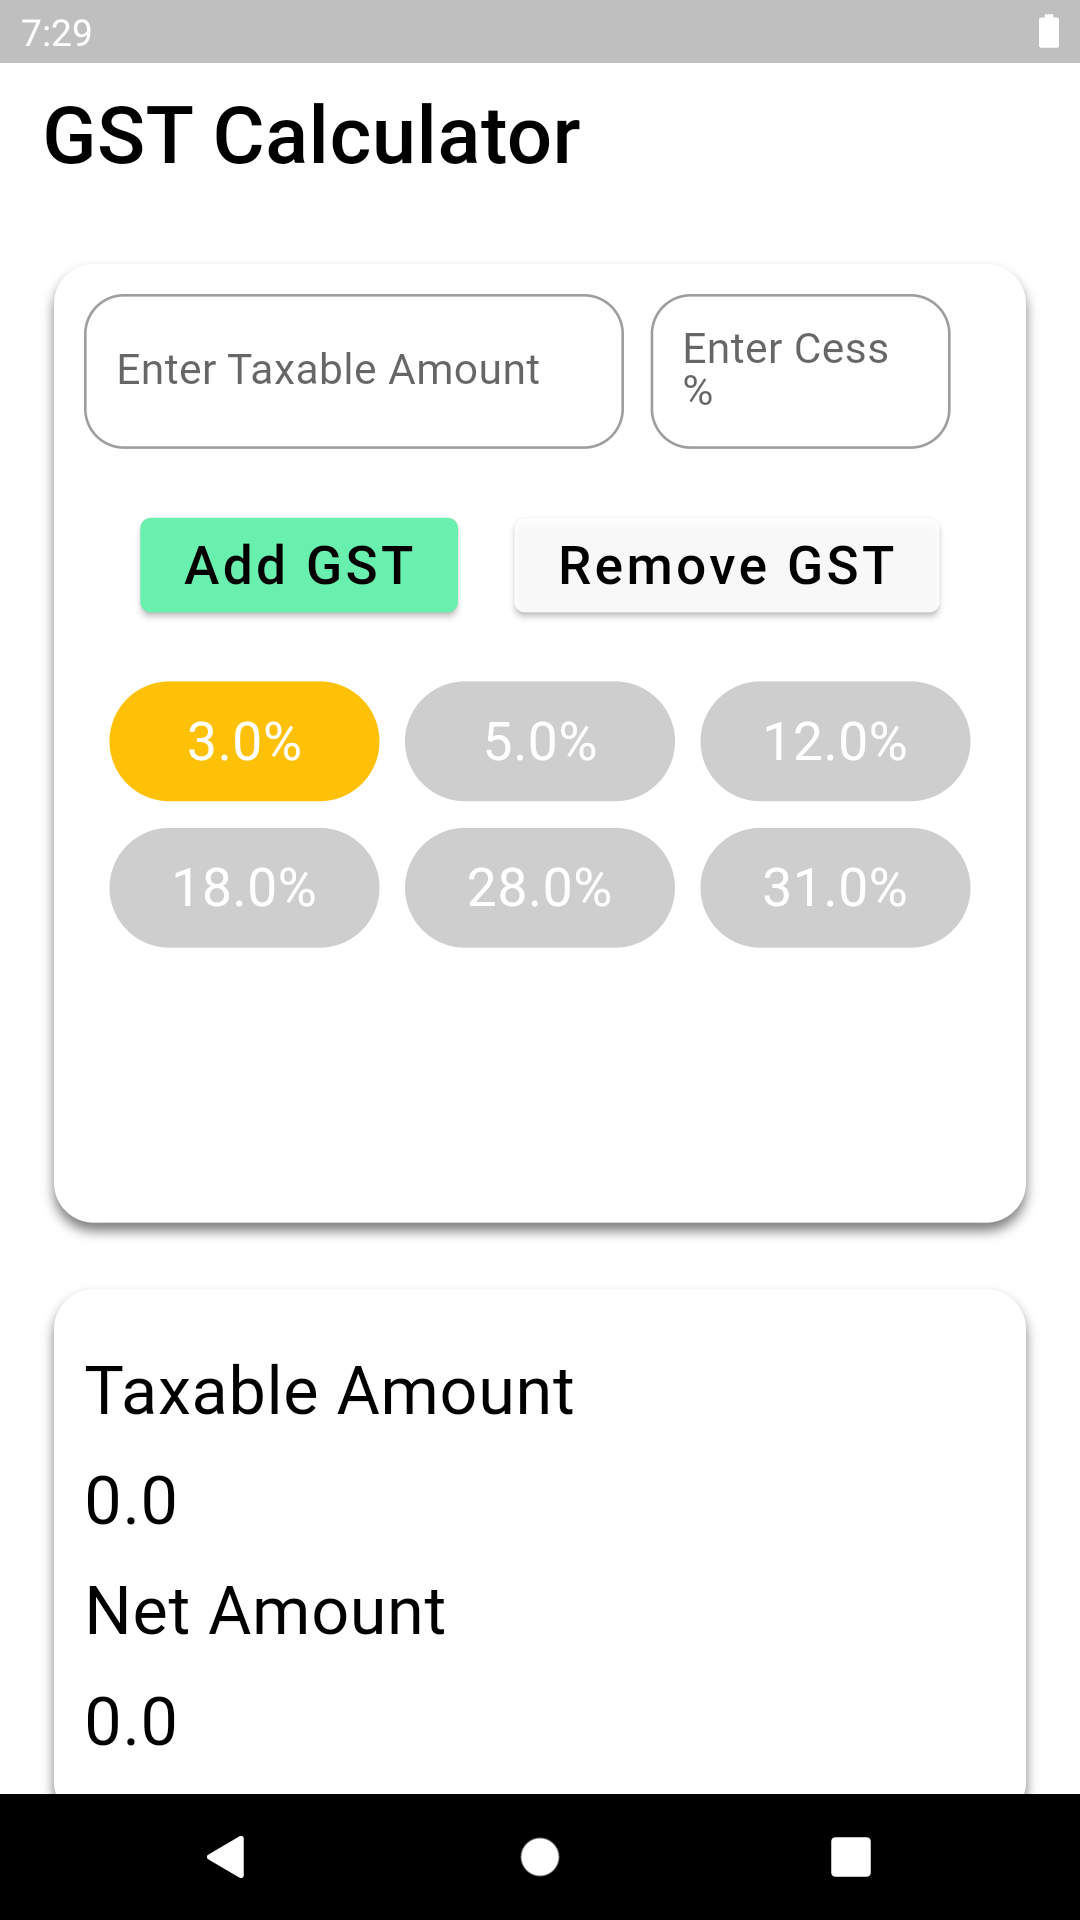 7:29
GST Calculator
Enter Taxable Amount
Enter Cess
%
Add GST
Remove GST
3.0%
5.0%
12.0%
18.0%
28.0%
31.0%
Taxable Amount
0.0
Net Amount
0.0